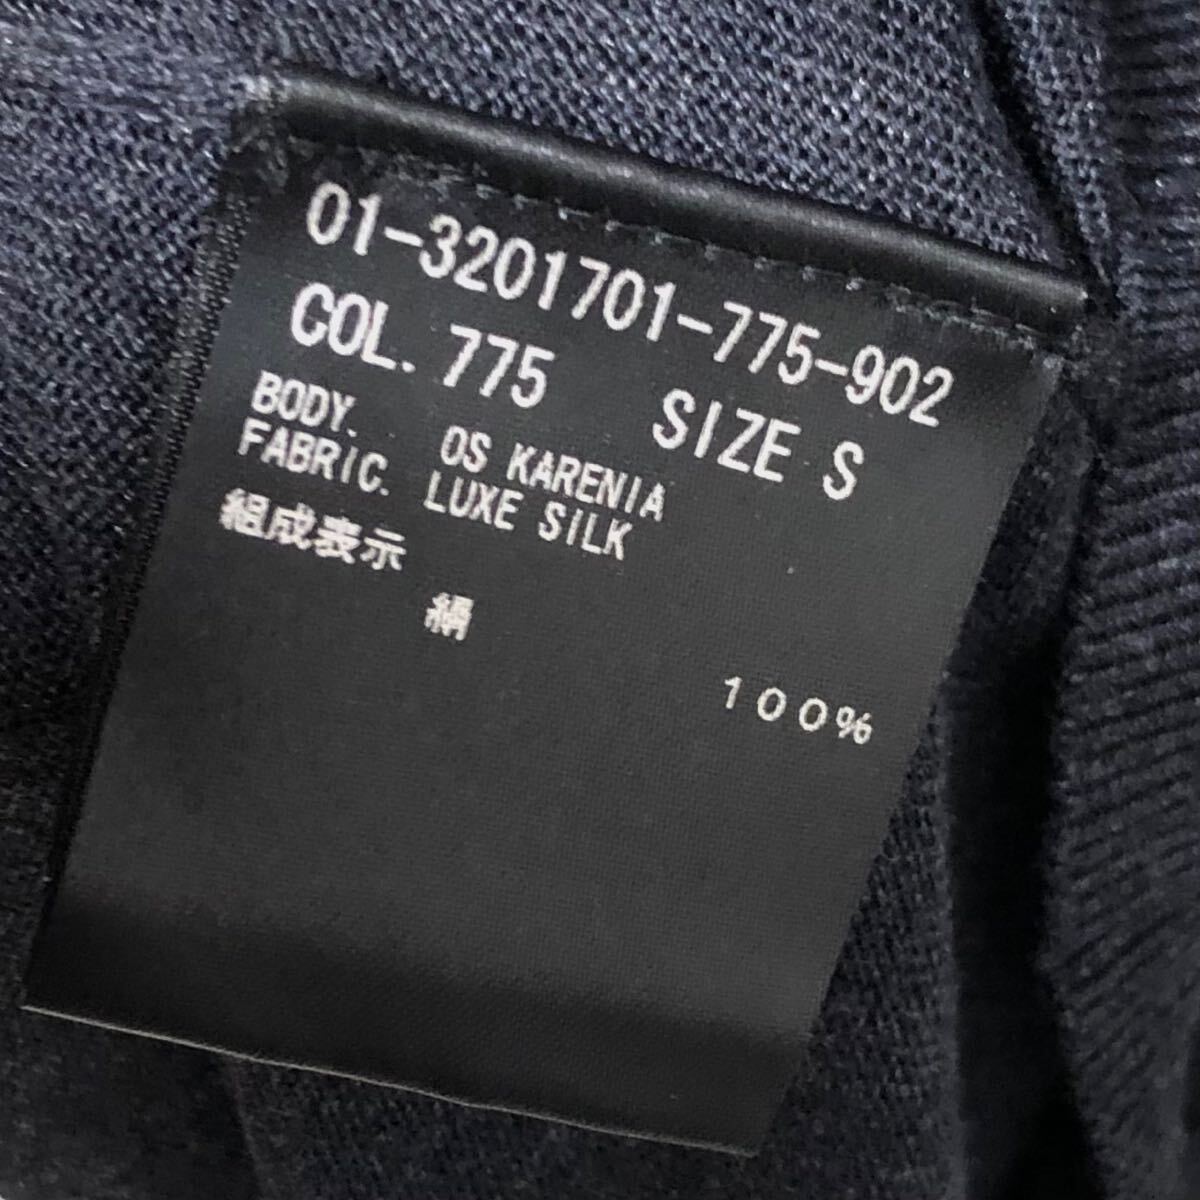 01-3201701-775-902
COL. 775 SIZE S
BODY. OS KARENIA
FABRIC. LUXE SILK
組成表示
絹
100%